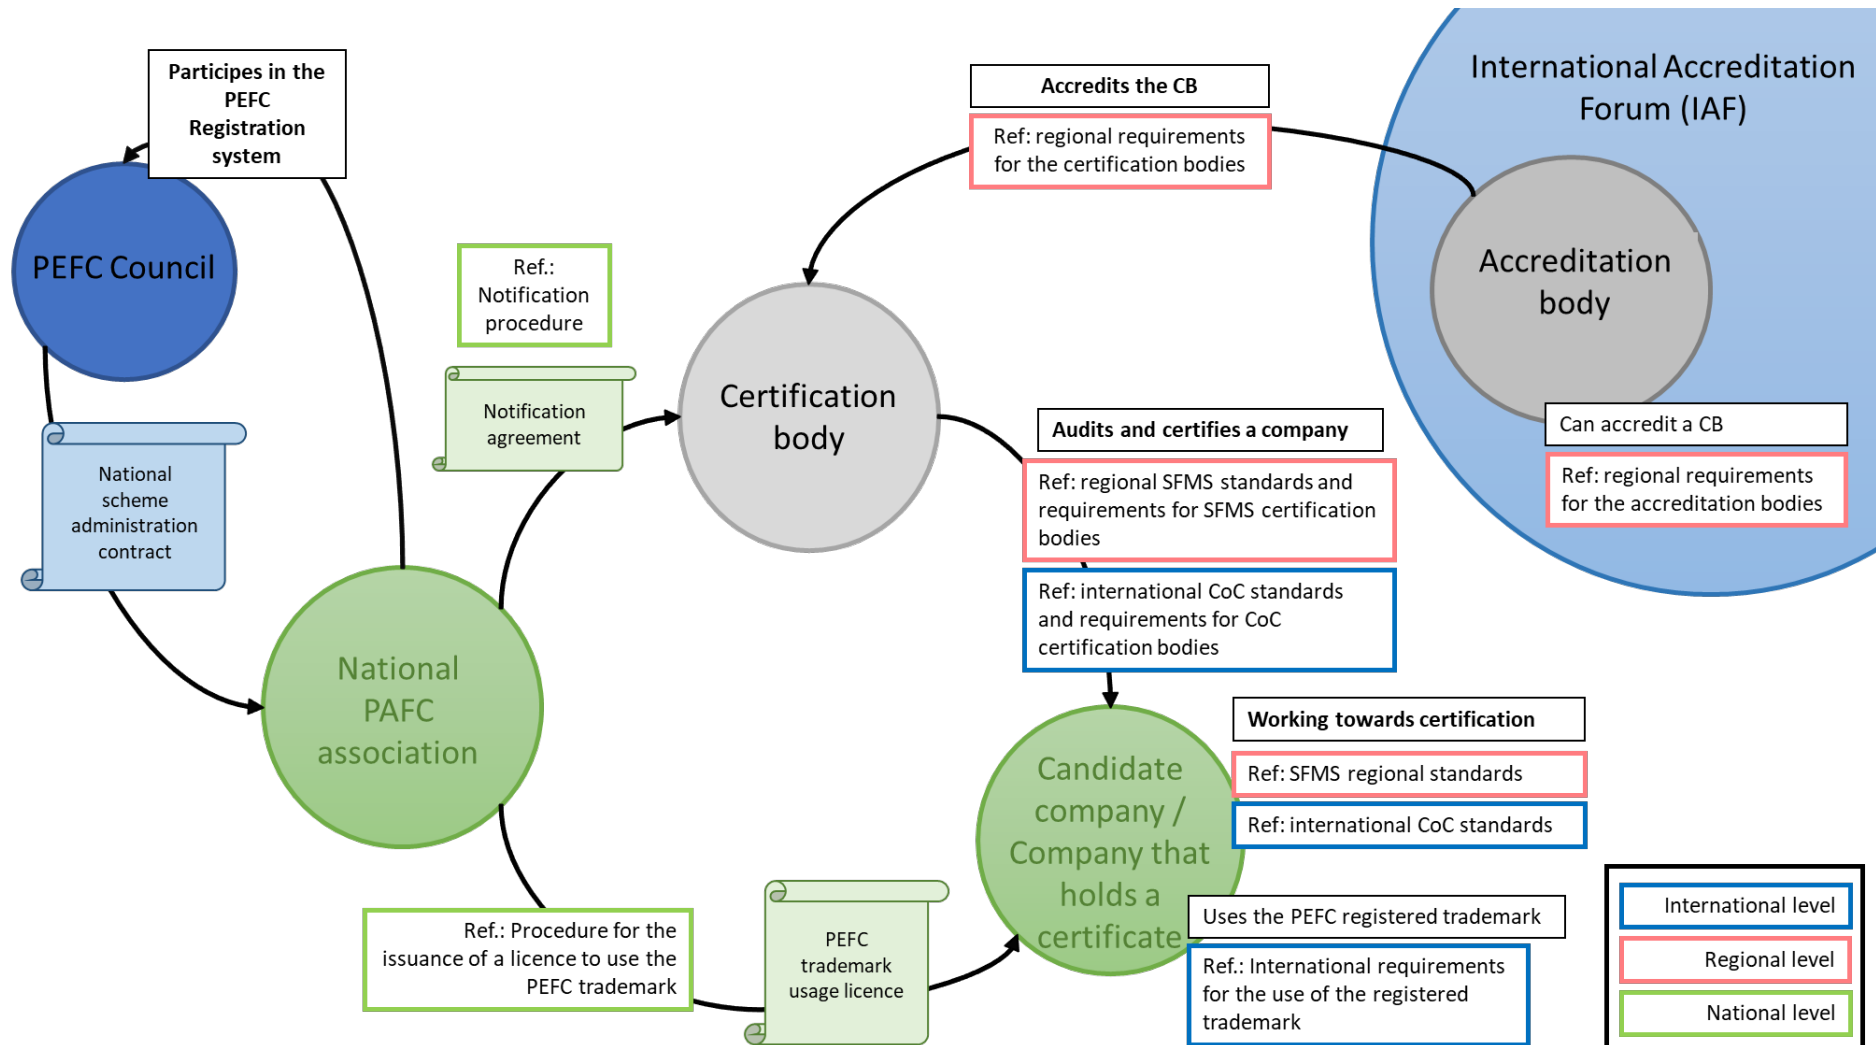 Participes in the
PEFC
Registration
system
PEFC Council
National
scheme
administration
contract
National
PAFC
association
Ref.:
Notification
procedure
Notification
agreement
Accredits the CB
Ref: regional requirements
for the certification bodies
International Accreditation
Forum (IAF)
Accreditation
body
Can accredit a CB
Ref: regional requirements
for the accreditation bodies
Certification
body
Audits and certifies a company
Ref: regional SFMS standards and
requirements for SFMS certification
bodies
Ref: international CoC standards
and requirements for CoC
certification bodies
Working towards certification
Ref: SFMS regional standards
Ref: international CoC standards
Candidate
company /
Company that
holds a
certificate
Uses the PEFC registered trademark
Ref.: International requirements
for the use of the registered
trademark
Ref.: Procedure for the
issuance of a licence to use the
PEFC trademark
PEFC
trademark
usage licence
International level
Regional level
National level